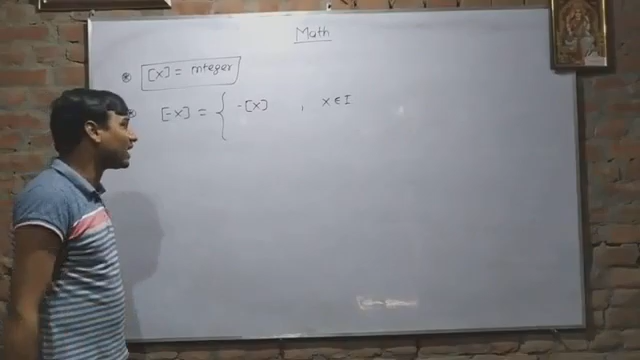 Math
* [x] = integer
* [-x] = { -[x] , x ∈ I